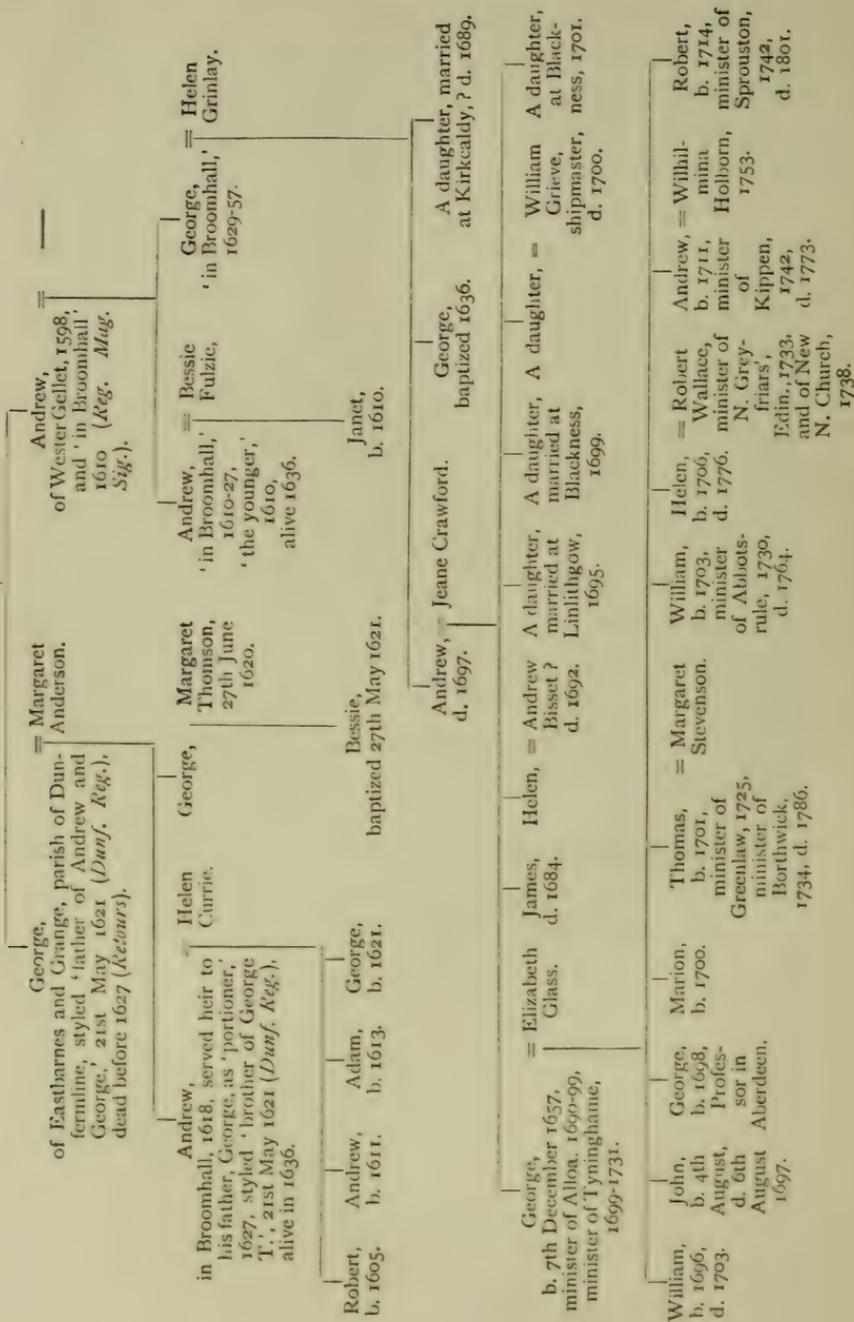 George,
of Eastbarnes and Grange, parish of Dun-
fermline, styled 'father of Andrew and
George,' 21st May 1621 (Dunf. Reg.),
dead before 1627 (Retours).
= Margaret
Anderson.
Andrew,
of Wester Gellet, 1598,
and 'in Broomhall,'
1610 (Reg. Mag.
Sig.).
= —
Andrew,
in Broomhall, 1618, served heir to
his father, George, as 'portioner,'
1627, styled 'brother of George
T.', 21st May 1621 (Dunf. Reg.),
alive in 1636.
= Helen
Currie.
George,
= Margaret
Thomson,
27th June
1620.
Andrew,
'in Broomhall,'
1610-27,
'the younger,'
1610,
alive 1636.
= Bessie
Fulzie,
George,
'in Broomhall,'
1629-57.
= Helen
Grinlay.
Robert,
b. 1605.
Andrew,
b. 1611.
Adam,
b. 1613.
George,
b. 1621.
Bessie,
baptized 27th May 1621.
Janet,
b. 1610.
Andrew,
d. 1697.
= Jeane Crawford.
George,
baptized 1636.
A daughter, married
at Kirkcaldy, ? d. 1689.
George,
b. 7th December 1657,
minister of Alloa, 1690-99,
minister of Tyninghame,
1699-1731.
= Elizabeth
Glass.
James,
d. 1684.
Helen,
= Andrew
Bisset ?
d. 1692.
A daughter,
married at
Linlithgow,
1695.
A daughter,
married at
Blackness,
1699.
A daughter,
= William
Grieve,
shipmaster,
d. 1700.
A daughter,
at Black-
ness, 1701.
William,
b. 1696,
d. 1703.
John,
b. 4th
August,
d. 6th
August
1697.
George,
b. 1698,
Profes-
sor in
Aberdeen.
Marion,
b. 1700.
Thomas,
b. 1701,
minister of
Greenlaw, 1725,
minister of
Borthwick,
1734, d. 1786.
= Margaret
Stevenson.
William,
b. 1703,
minister
of Abbots-
rule, 1730,
d. 1764.
Helen,
b. 1706,
d. 1776.
= Robert
Wallace,
minister of
N. Grey-
friars',
Edin., 1733,
and of New
N. Church,
1738.
Andrew,
b. 1711,
minister
of
Kippen,
1742,
d. 1773.
= Wilhil-
mina
Holborn,
1753.
Robert,
b. 1714,
minister of
Sprouston,
1742,
d. 1801.